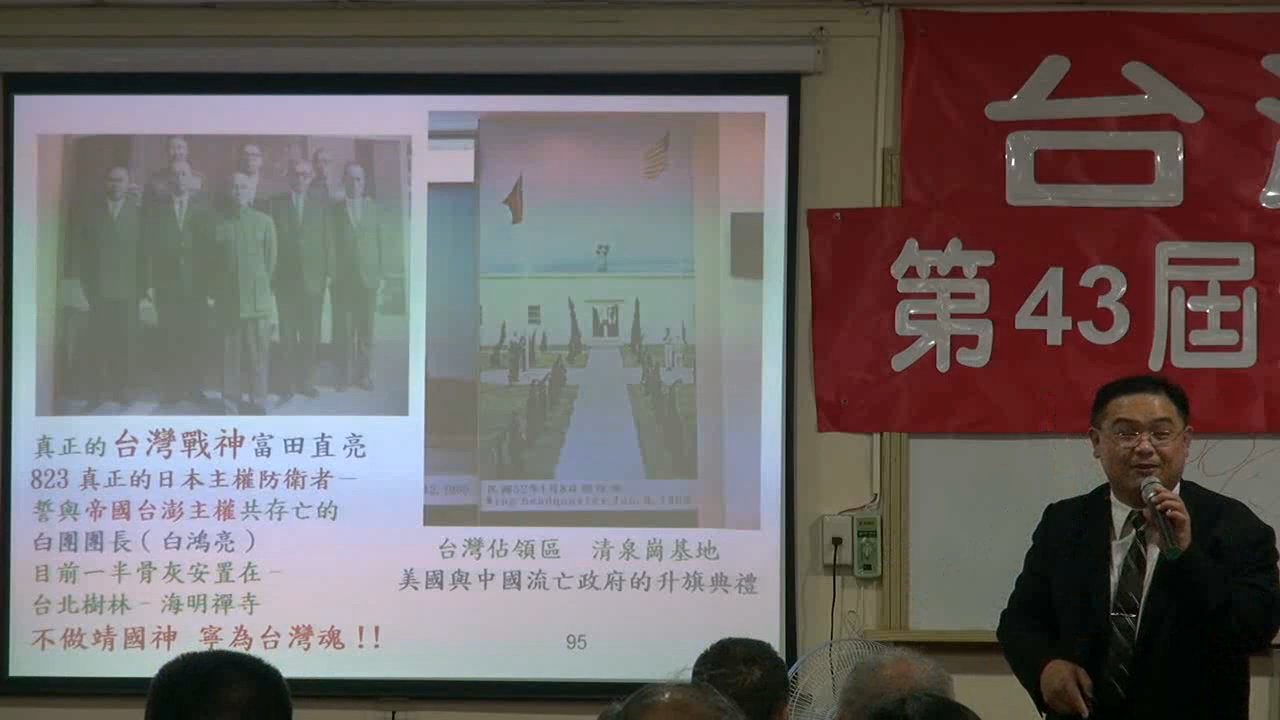 真正的台灣戰神富田直亮
823 真正的日本主權防衛者－
誓與帝國台澎主權共存亡的
白團團長（白鴻亮）
目前一半骨灰安置在－
台北樹林－海明禪寺
不做靖國神 寧為台灣魂!!
台灣佔領區 清泉崗基地
美國與中國流亡政府的升旗典禮
95
台
第43屆